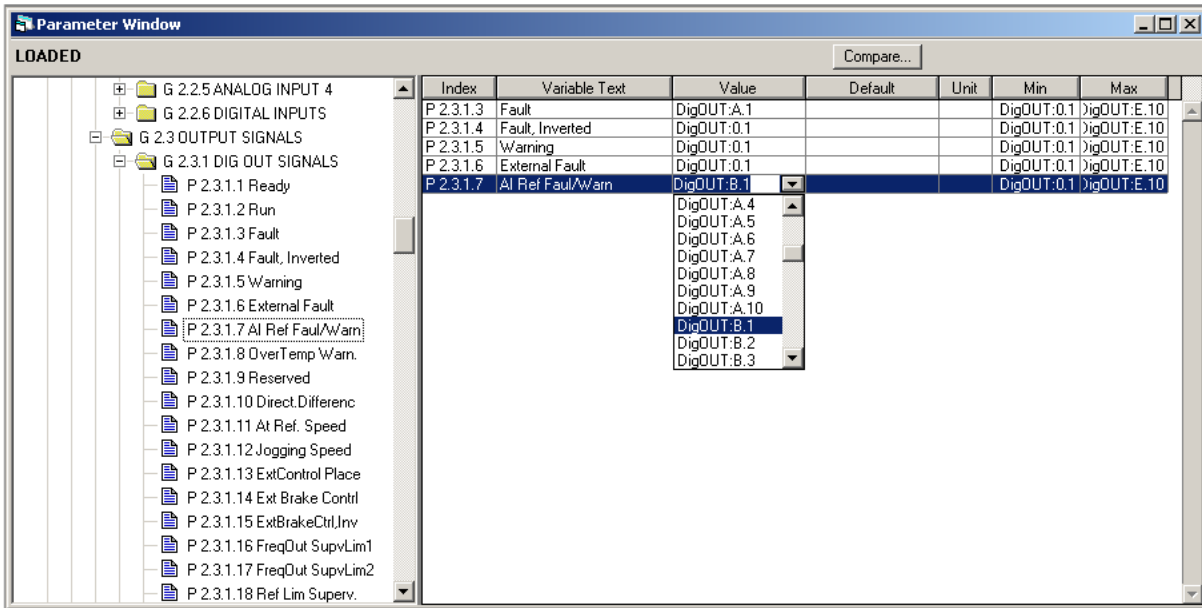 Parameter Window
LOADED
Compare...
G 2.2.5 ANALOG INPUT 4
G 2.2.6 DIGITAL INPUTS
G 2.3 OUTPUT SIGNALS
G 2.3.1 DIG OUT SIGNALS
P 2.3.1.1 Ready
P 2.3.1.2 Run
P 2.3.1.3 Fault
P 2.3.1.4 Fault, Inverted
P 2.3.1.5 Warning
P 2.3.1.6 External Fault
P 2.3.1.7 AI Ref Faul/Warn
P 2.3.1.8 OverTemp Warn.
P 2.3.1.9 Reserved
P 2.3.1.10 Direct.Differenc
P 2.3.1.11 At Ref. Speed
P 2.3.1.12 Jogging Speed
P 2.3.1.13 ExtControl Place
P 2.3.1.14 Ext Brake Contrl
P 2.3.1.15 ExtBrakeCtrl,Inv
P 2.3.1.16 FreqOut SupvLim1
P 2.3.1.17 FreqOut SupvLim2
P 2.3.1.18 Ref Lim Superv.
Index Variable Text Value Default Unit Min Max
P 2.3.1.3 Fault DigOUT:A.1 DigOUT:0.1 DigOUT:E.10
P 2.3.1.4 Fault, Inverted DigOUT:0.1 DigOUT:0.1 DigOUT:E.10
P 2.3.1.5 Warning DigOUT:0.1 DigOUT:0.1 DigOUT:E.10
P 2.3.1.6 External Fault DigOUT:0.1 DigOUT:0.1 DigOUT:E.10
P 2.3.1.7 AI Ref Faul/Warn DigOUT:B.1 DigOUT:0.1 DigOUT:E.10
DigOUT:A.4
DigOUT:A.5
DigOUT:A.6
DigOUT:A.7
DigOUT:A.8
DigOUT:A.9
DigOUT:A.10
DigOUT:B.1
DigOUT:B.2
DigOUT:B.3